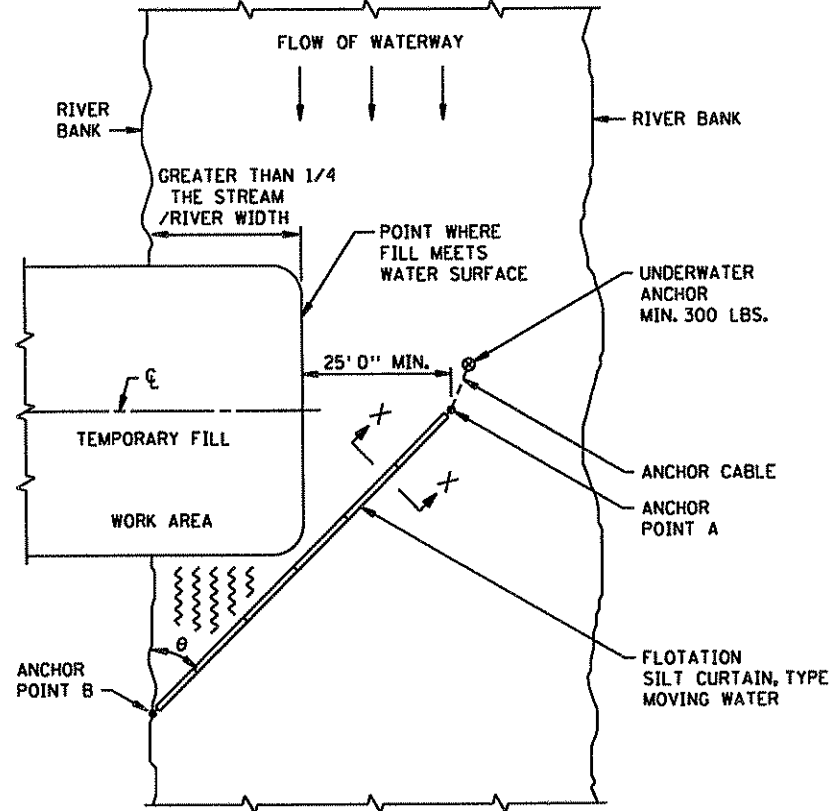 FLOW OF WATERWAY
RIVER
BANK
RIVER BANK
GREATER THAN 1/4
THE STREAM
/RIVER WIDTH
POINT WHERE
FILL MEETS
WATER SURFACE
UNDERWATER
ANCHOR
MIN. 300 LBS.
25' 0" MIN.
℄
TEMPORARY FILL
X
X
ANCHOR CABLE
ANCHOR
POINT A
WORK AREA
θ
ANCHOR
POINT B
FLOTATION
SILT CURTAIN, TYPE
MOVING WATER